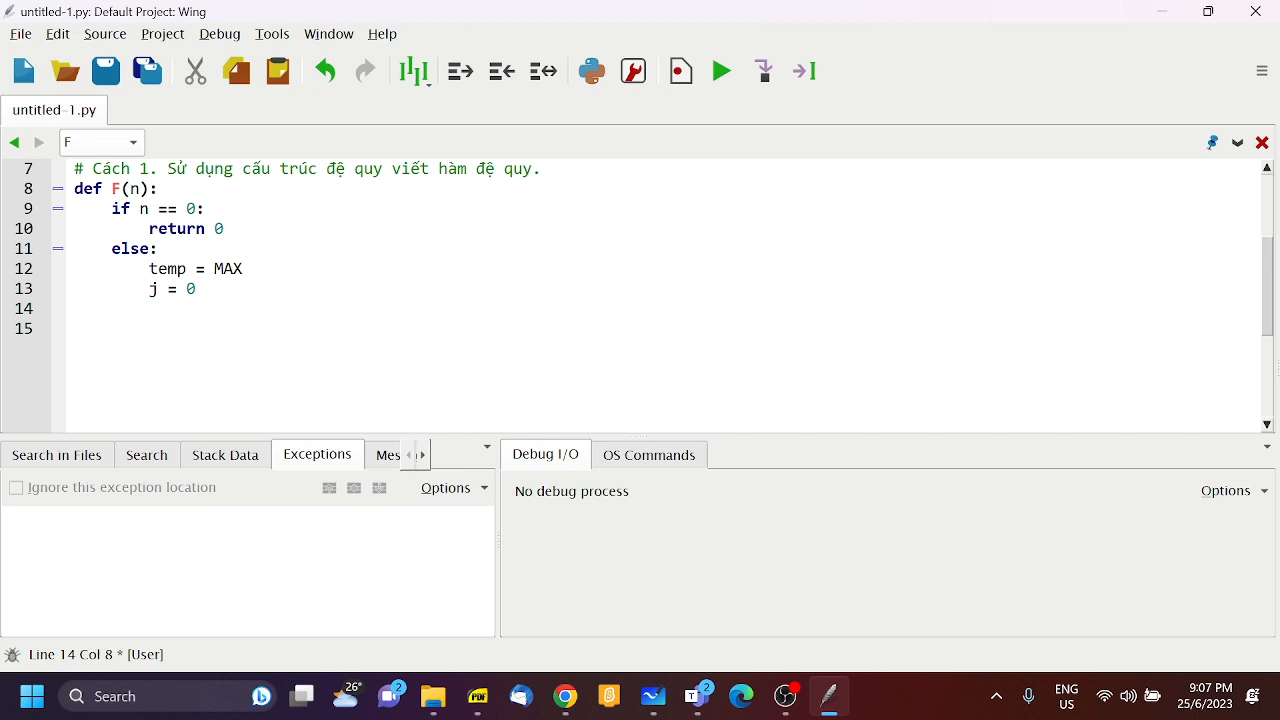 untitled-1.py: Default Project: Wing
File Edit Source Project Debug Tools Window Help
untitled-1.py
F
7 # Cách 1. Sử dụng cấu trúc đệ quy viết hàm đệ quy.
8 def F(n):
9 if n == 0:
10 return 0
11 else:
12 temp = MAX
13 j = 0
14
15
Search in Files Search Stack Data Exceptions Mes
Debug I/O OS Commands
Ignore this exception location Options
No debug process Options
Line 14 Col 8 * [User]
Search 26° 2 PDF T 2 ENG US 9:07 PM 25/6/2023